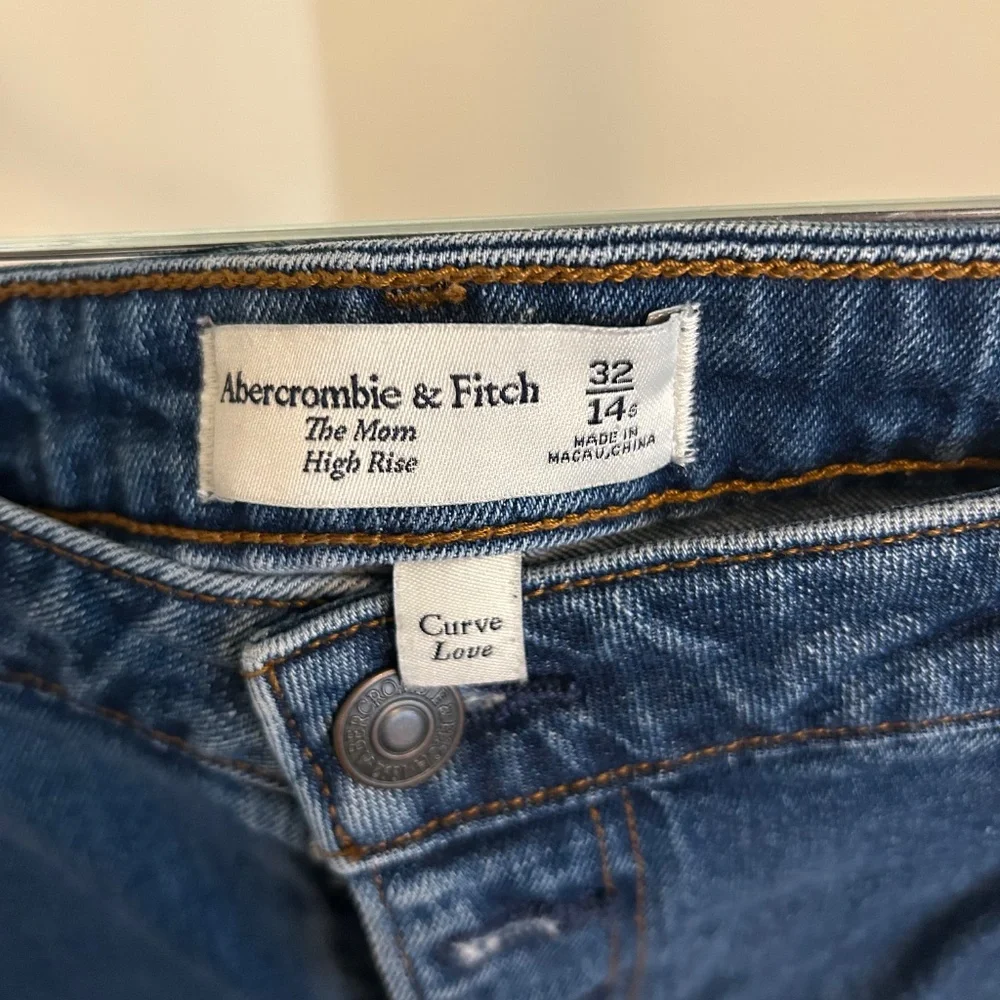 Abercrombie & Fitch
The Mom
High Rise
32
14s
MADE IN
MACAU,CHINA
Curve
Love